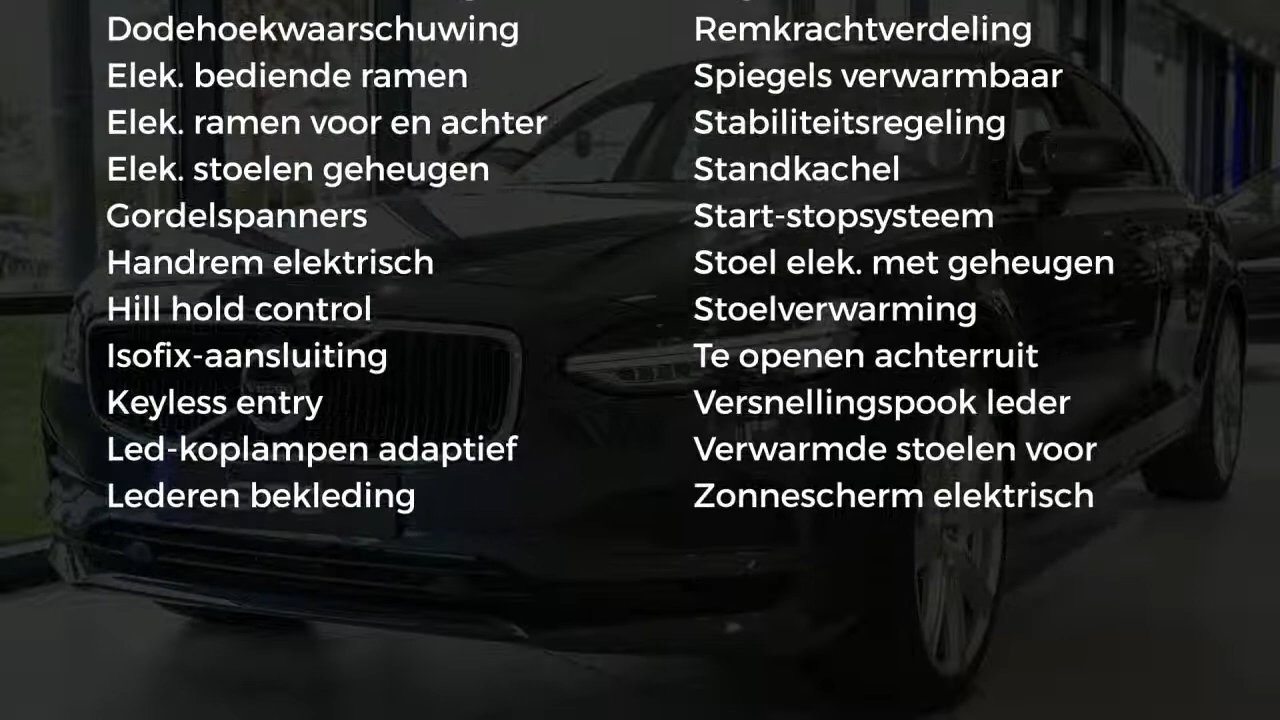 Dodehoekwaarschuwing
Elek. bediende ramen
Elek. ramen voor en achter
Elek. stoelen geheugen
Gordelspanners
Handrem elektrisch
Hill hold control
Isofix-aansluiting
Keyless entry
Led-koplampen adaptief
Lederen bekleding
Remkrachtverdeling
Spiegels verwarmbaar
Stabiliteitsregeling
Standkachel
Start-stopsysteem
Stoel elek. met geheugen
Stoelverwarming
Te openen achterruit
Versnellingspook leder
Verwarmde stoelen voor
Zonnescherm elektrisch